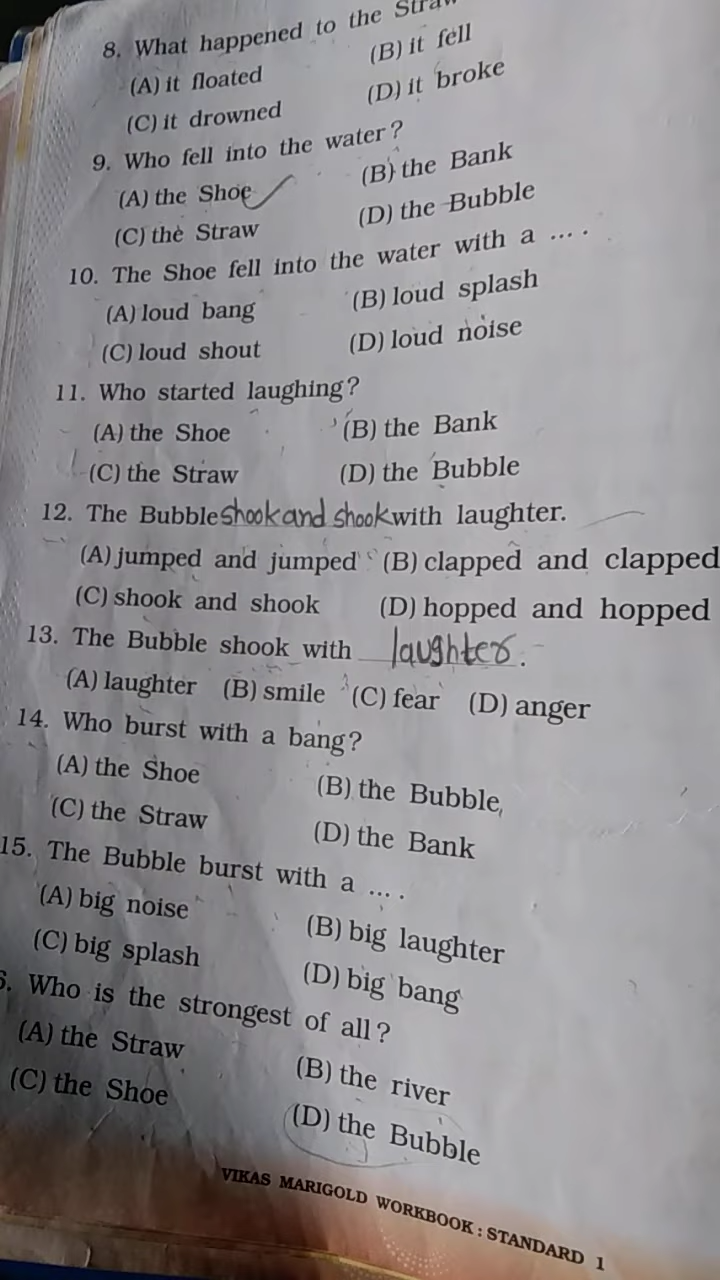 8. What happened to the Straw
(A) it floated (B) it fell
(C) it drowned (D) it broke
9. Who fell into the water?
(A) the Shoe (B) the Bank
(C) the Straw (D) the Bubble
10. The Shoe fell into the water with a ... .
(A) loud bang (B) loud splash
(C) loud shout (D) loud noise
11. Who started laughing?
(A) the Shoe (B) the Bank
(C) the Straw (D) the Bubble
12. The Bubble shook and shook with laughter.
(A) jumped and jumped (B) clapped and clapped
(C) shook and shook (D) hopped and hopped
13. The Bubble shook with laughter.
(A) laughter (B) smile (C) fear (D) anger
14. Who burst with a bang?
(A) the Shoe (B) the Bubble
(C) the Straw (D) the Bank
15. The Bubble burst with a ... .
(A) big noise (B) big laughter
(C) big splash (D) big bang
6. Who is the strongest of all?
(A) the Straw (B) the river
(C) the Shoe (D) the Bubble
VIKAS MARIGOLD WORKBOOK : STANDARD 1